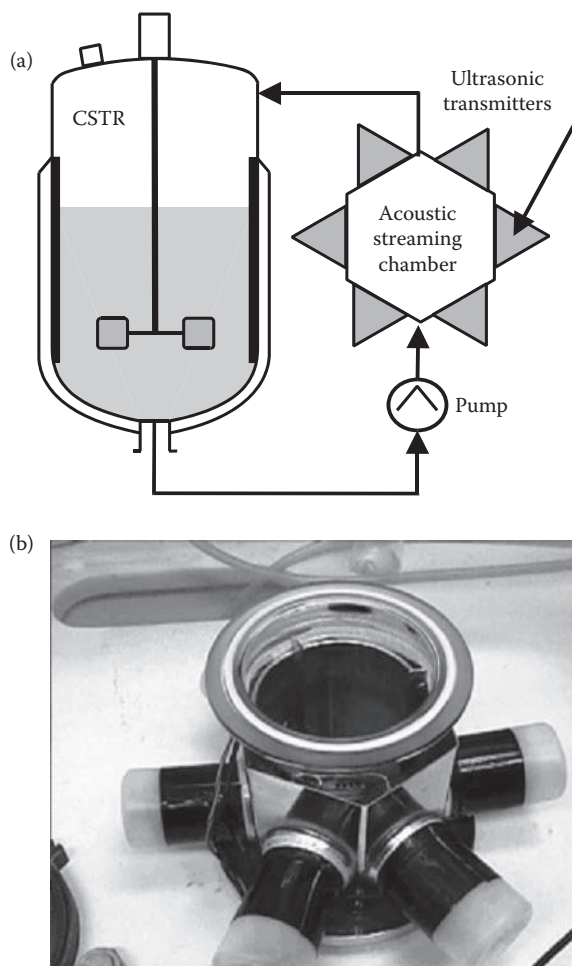 (a)
CSTR
Ultrasonic
transmitters
Acoustic
streaming
chamber
Pump
(b)